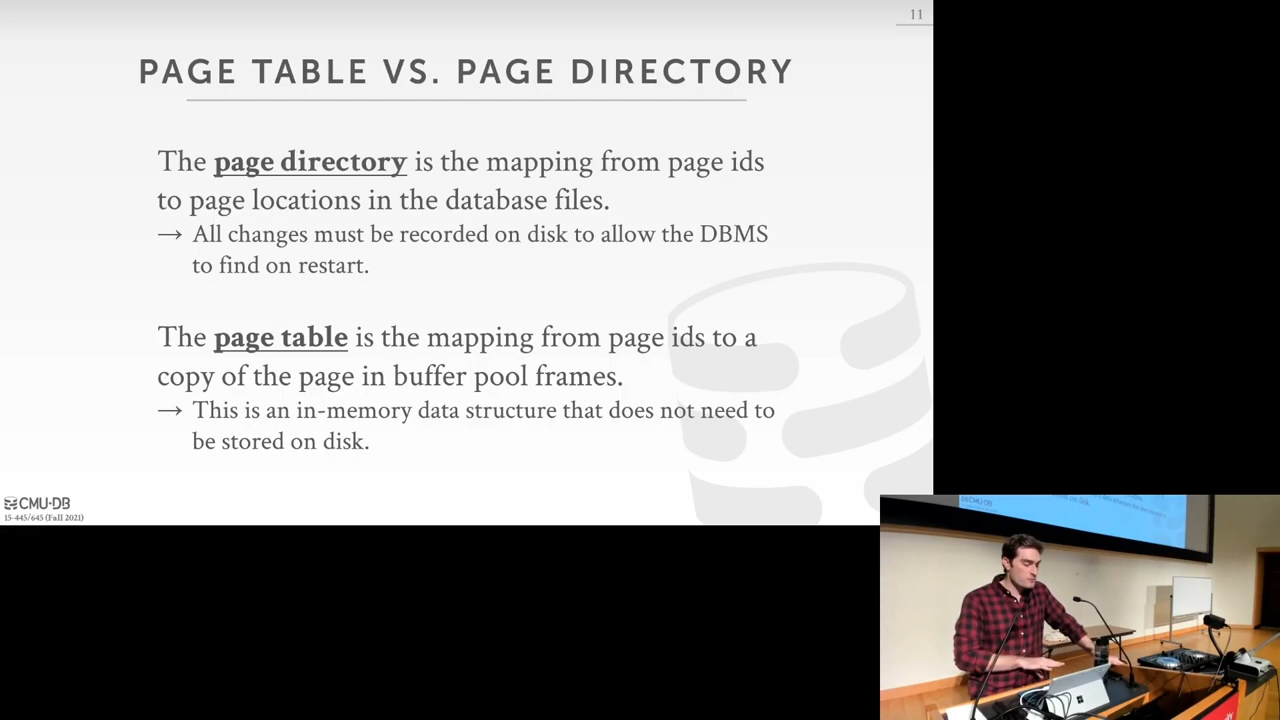 11
PAGE TABLE VS. PAGE DIRECTORY
The page directory is the mapping from page ids
to page locations in the database files.
→ All changes must be recorded on disk to allow the DBMS
to find on restart.
The page table is the mapping from page ids to a
copy of the page in buffer pool frames.
→ This is an in-memory data structure that does not need to
be stored on disk.
CMU·DB
15-445/645 (Fall 2021)